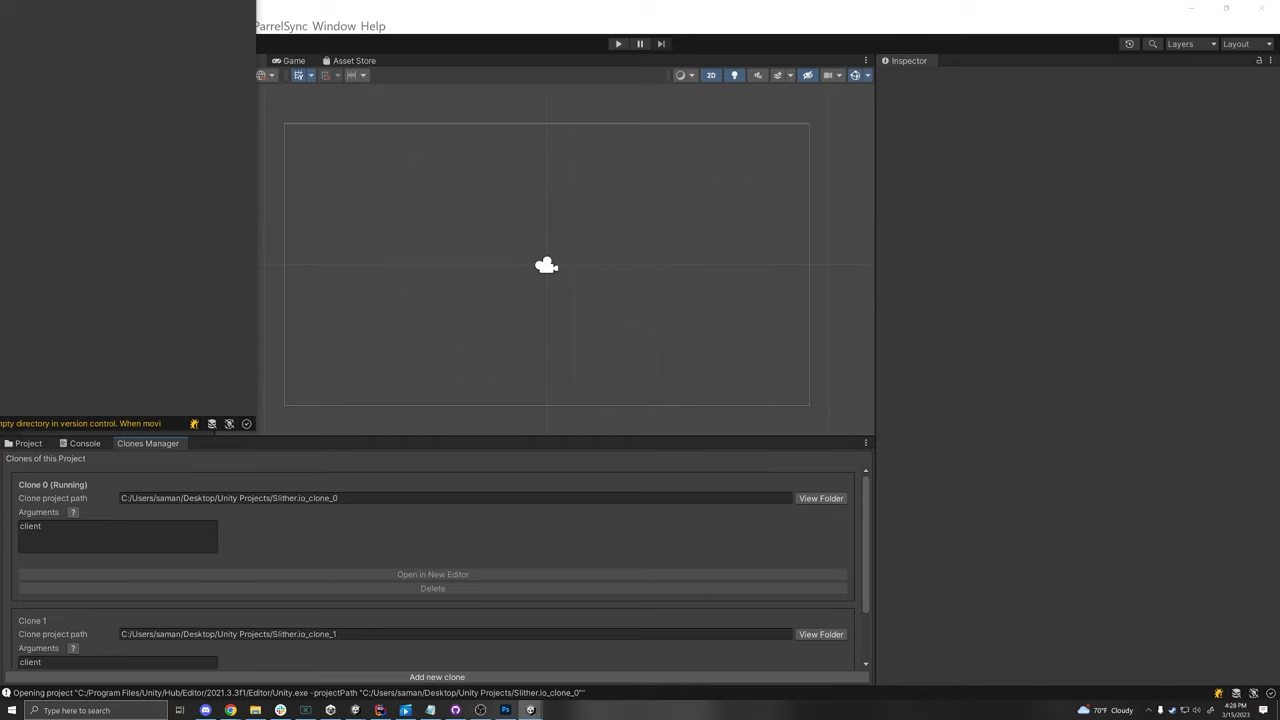 ParrelSync Window Help
Layers
Layout
Game
Asset Store
Inspector
2D
mpty directory in version control. When movi
Project
Console
Clones Manager
Clones of this Project
Clone 0 (Running)
Clone project path
C:/Users/saman/Desktop/Unity Projects/Slither.io_clone_0
View Folder
Arguments
?
client
Open in New Editor
Delete
Clone 1
Clone project path
C:/Users/saman/Desktop/Unity Projects/Slither.io_clone_1
View Folder
Arguments
?
client
Add new clone
Opening project "C:/Program Files/Unity/Hub/Editor/2021.3.3f1/Editor/Unity.exe -projectPath "C:/Users/saman/Desktop/Unity Projects/Slither.io_clone_0""
Type here to search
Ps
70°F Cloudy
4:28 PM
3/15/2023